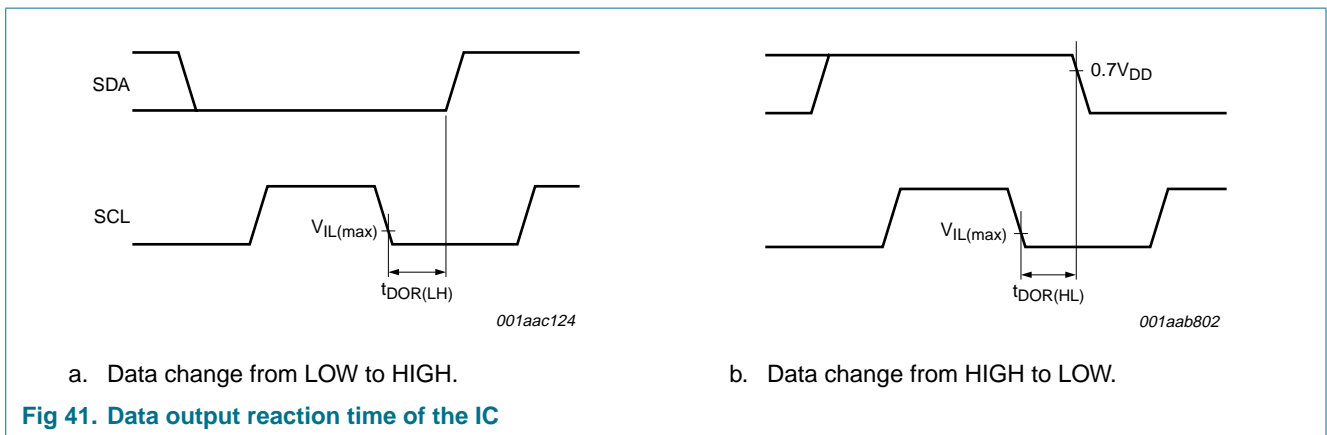 SDA
SCL
V_IL(max)
t_DOR(LH)
001aac124
a. Data change from LOW to HIGH.
0.7V_DD
V_IL(max)
t_DOR(HL)
001aab802
b. Data change from HIGH to LOW.
Fig 41. Data output reaction time of the IC